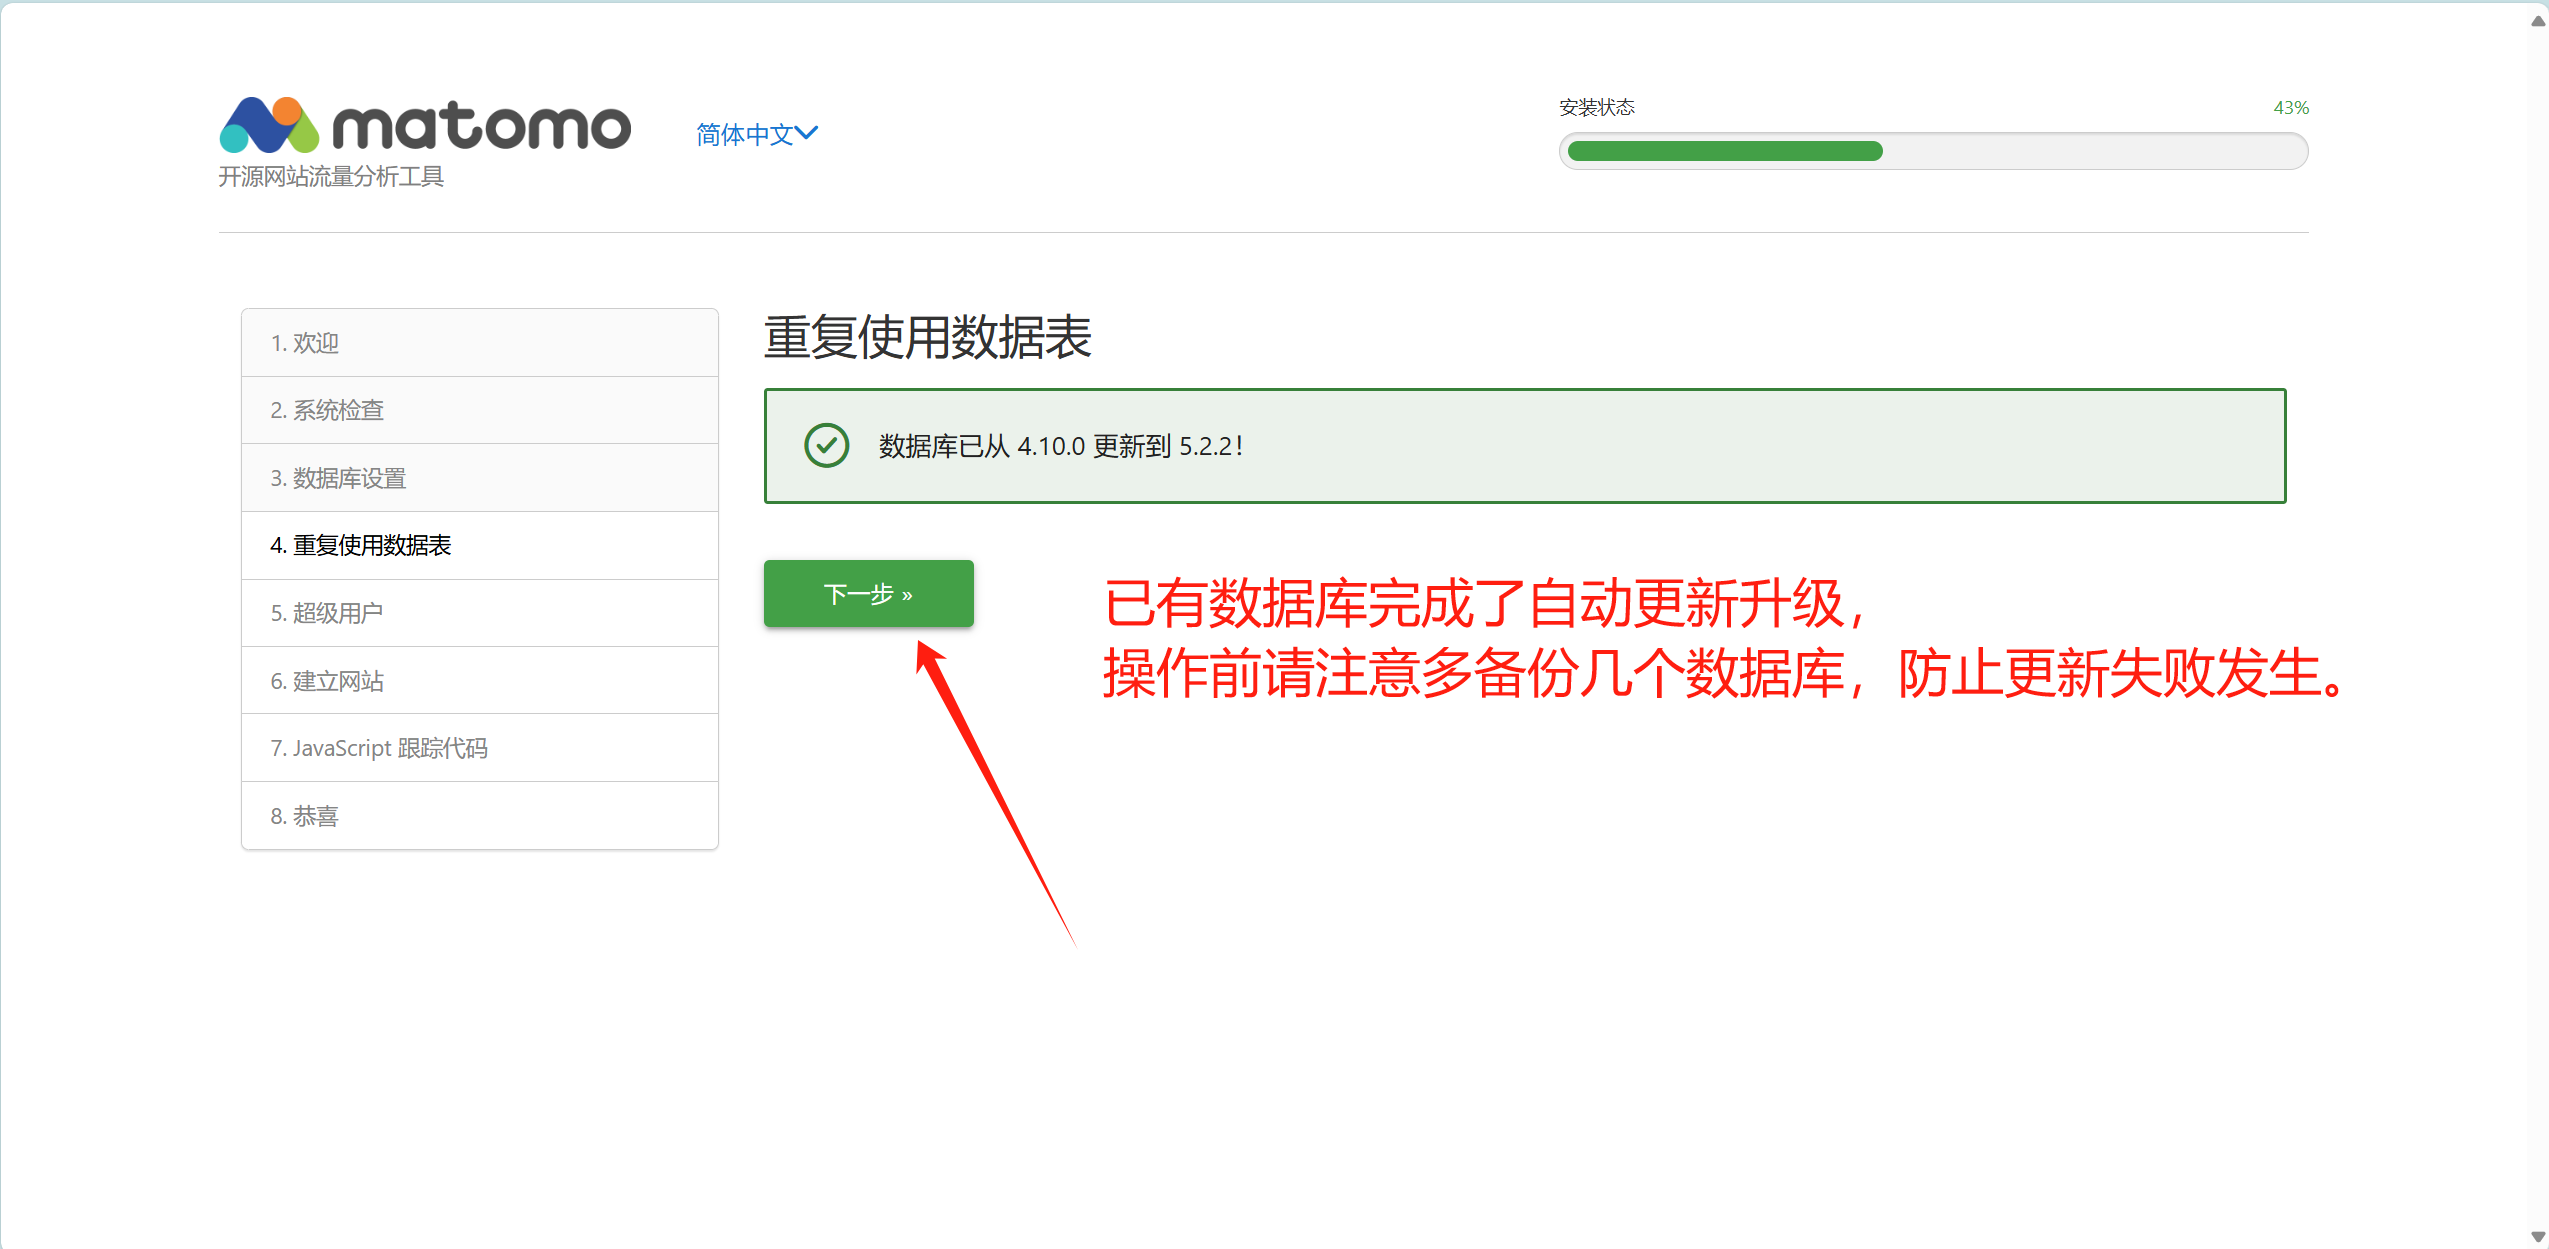 matomo
简体中文
开源网站流量分析工具
安装状态
43%
1. 欢迎
2. 系统检查
3. 数据库设置
4. 重复使用数据表
5. 超级用户
6. 建立网站
7. JavaScript 跟踪代码
8. 恭喜
重复使用数据表
数据库已从 4.10.0 更新到 5.2.2！
下一步 »
已有数据库完成了自动更新升级，
操作前请注意多备份几个数据库，防止更新失败发生。